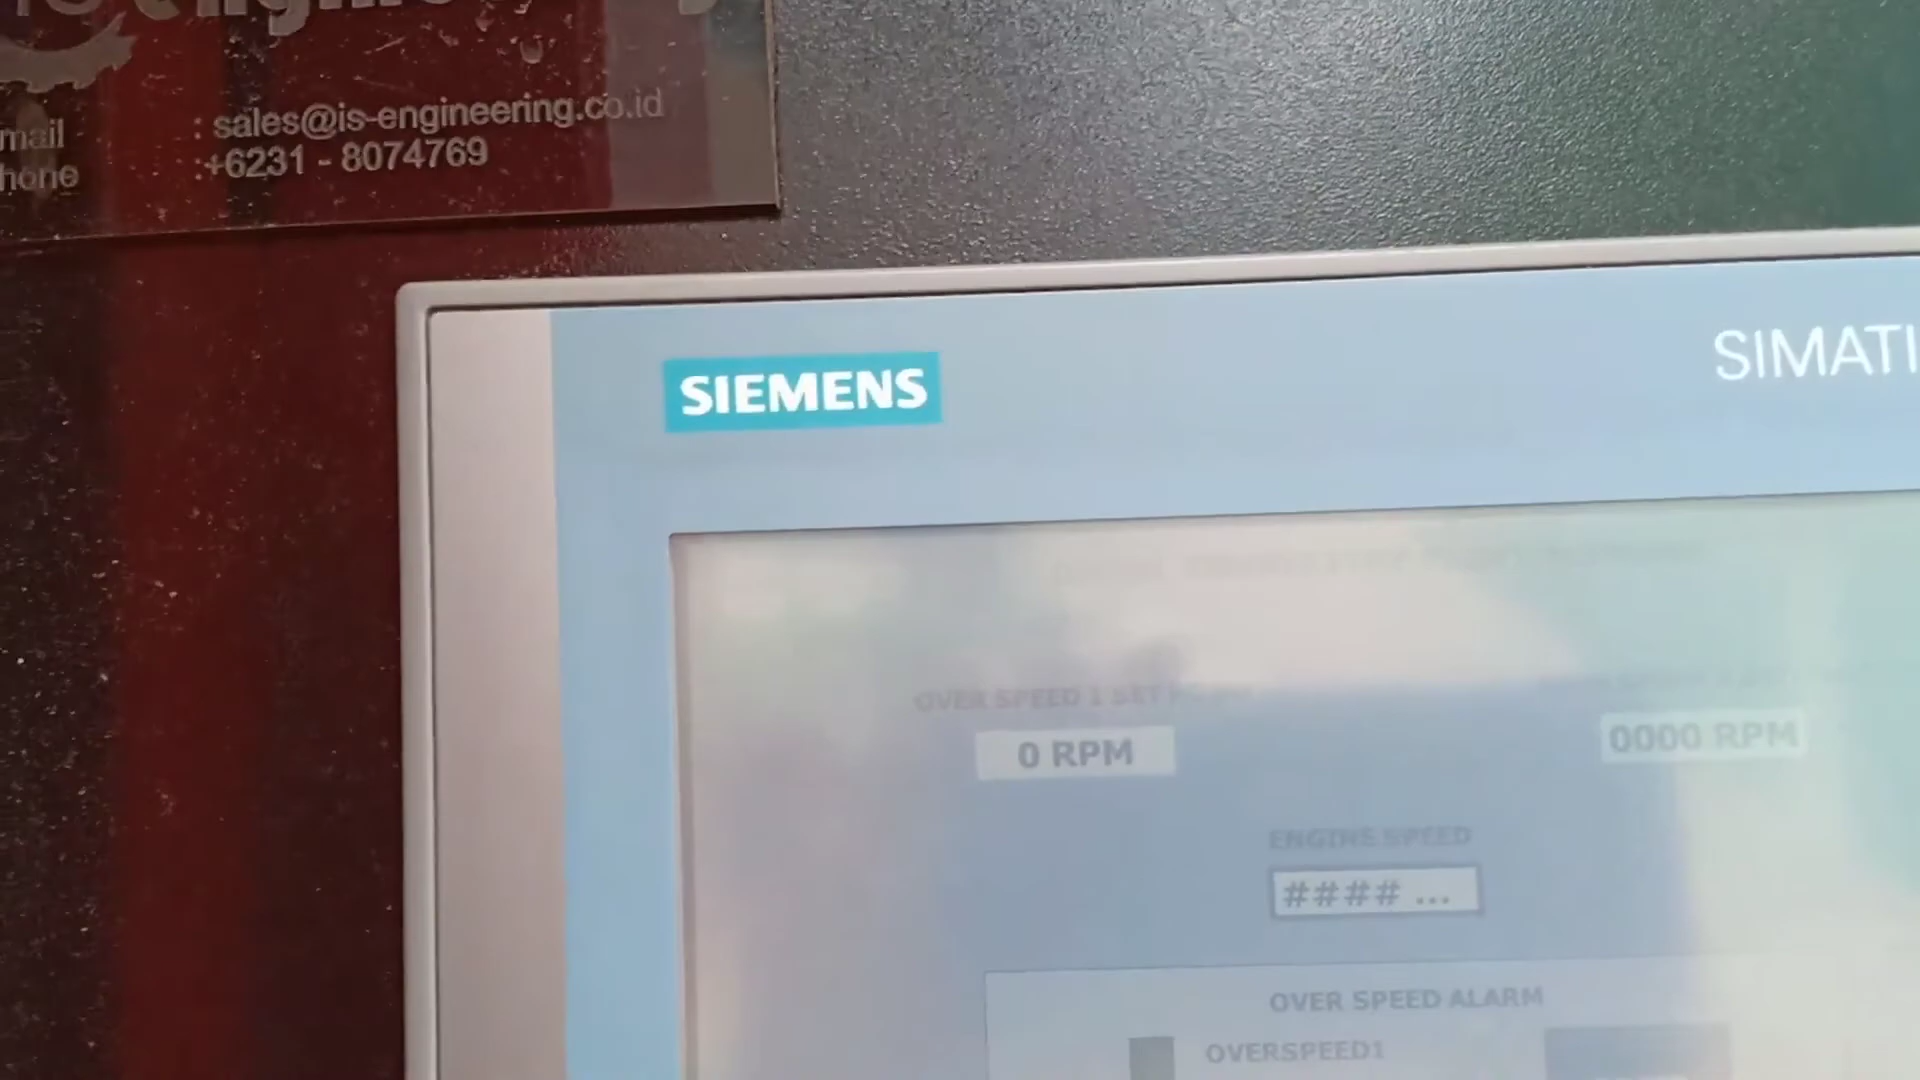 engineering
mail : sales@is-engineering.co.id
hone :+6231 - 8074769
SIEMENS
SIMATI
OVER SPEED 1 SET
0 RPM
0000 RPM
ENGINE SPEED
#### ...
OVER SPEED ALARM
OVERSPEED1